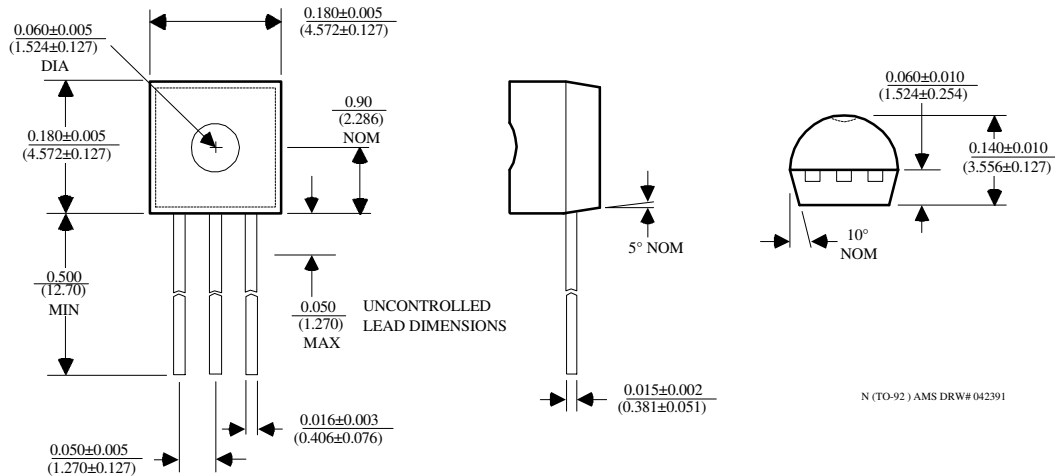 0.180±0.005
(4.572±0.127)
0.060±0.005
(1.524±0.127)
DIA
0.90
(2.286)
NOM
0.180±0.005
(4.572±0.127)
0.500
(12.70)
MIN
0.050
(1.270)
MAX
UNCONTROLLED
LEAD DIMENSIONS
0.016±0.003
(0.406±0.076)
0.050±0.005
(1.270±0.127)
5° NOM
0.015±0.002
(0.381±0.051)
0.060±0.010
(1.524±0.254)
0.140±0.010
(3.556±0.127)
10°
NOM
N (TO-92 ) AMS DRW# 042391